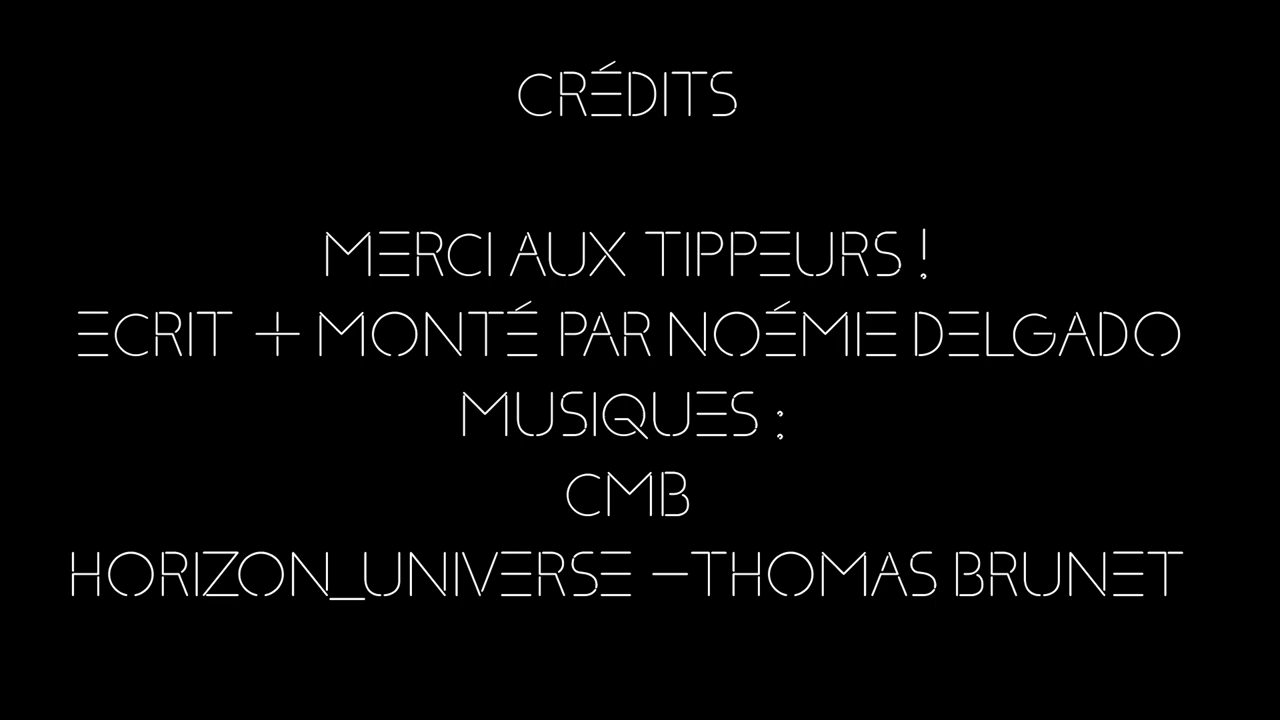 CRÉDITS
MERCI AUX TIPPEURS !
ECRIT + MONTÉ PAR NOÉMIE DELGADO
MUSIQUES :
CMB
HORIZON_UNIVERSE -THOMAS BRUNET